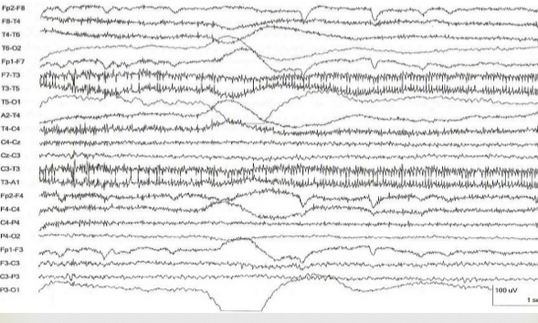 Fp2-F8
F8-T4
T4-T6
T6-O2
Fp1-F7
F7-T3
T3-T5
T5-O1
A2-T4
T4-C4
C4-Cz
Cz-C3
C3-T3
T3-A1
Fp2-F4
F4-C4
C4-P4
P4-O2
Fp1-F3
F3-C3
C3-P3
P3-O1
100 uV